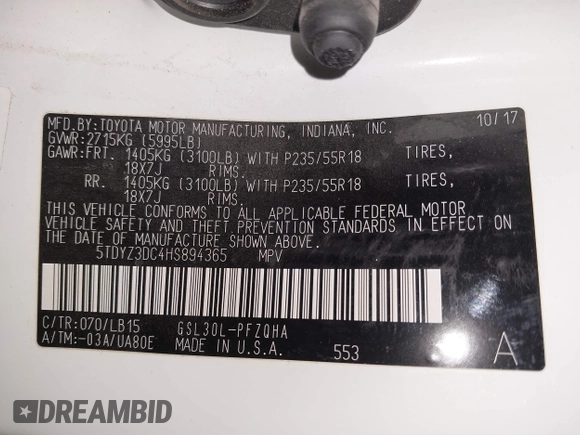 MFD.BY:TOYOTA MOTOR MANUFACTURING, INDIANA, INC. 10/17
GVWR:2715KG (5995LB)
GAWR:FRT. 1405KG (3100LB) WITH P235/55R18 TIRES,
18X7J RIMS.
RR. 1405KG (3100LB) WITH P235/55R18 TIRES,
18X7J RIMS.
THIS VEHICLE CONFORMS TO ALL APPLICABLE FEDERAL MOTOR
VEHICLE SAFETY AND THEFT PREVENTION STANDARDS IN EFFECT ON
THE DATE OF MANUFACTURE SHOWN ABOVE.
5TDYZ3DC4HS894365 MPV
C/TR:070/LB15 GSL30L-PFZQHA
A/TM:-03A/UA80E MADE IN U.S.A. 553 A
DREAMBID